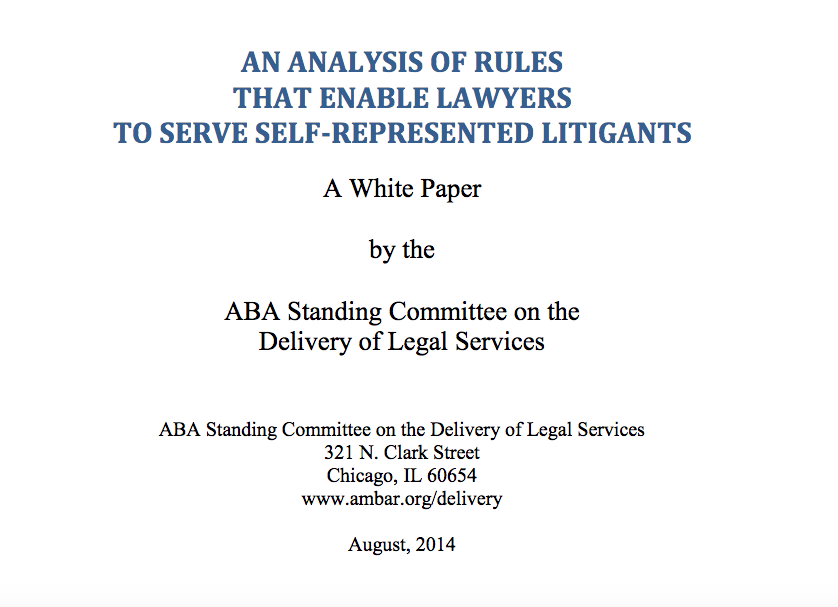 AN ANALYSIS OF RULES
THAT ENABLE LAWYERS
TO SERVE SELF-REPRESENTED LITIGANTS
A White Paper
by the
ABA Standing Committee on the
Delivery of Legal Services
ABA Standing Committee on the Delivery of Legal Services
321 N. Clark Street
Chicago, IL 60654
www.ambar.org/delivery
August, 2014